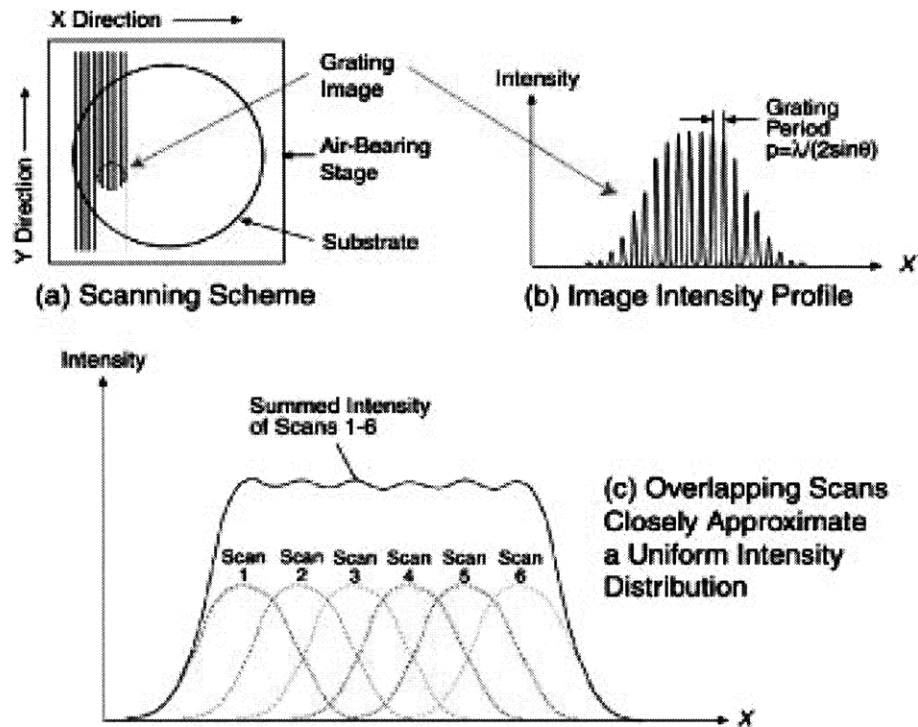 X Direction
Y Direction
Grating
Image
Air-Bearing
Stage
Substrate
(a) Scanning Scheme
Intensity
Grating
Period
p=λ/(2sinθ)
X
(b) Image Intensity Profile
Intensity
Summed Intensity
of Scans 1-6
Scan
1
Scan
2
Scan
3
Scan
4
Scan
5
Scan
6
X
(c) Overlapping Scans
Closely Approximate
a Uniform Intensity
Distribution